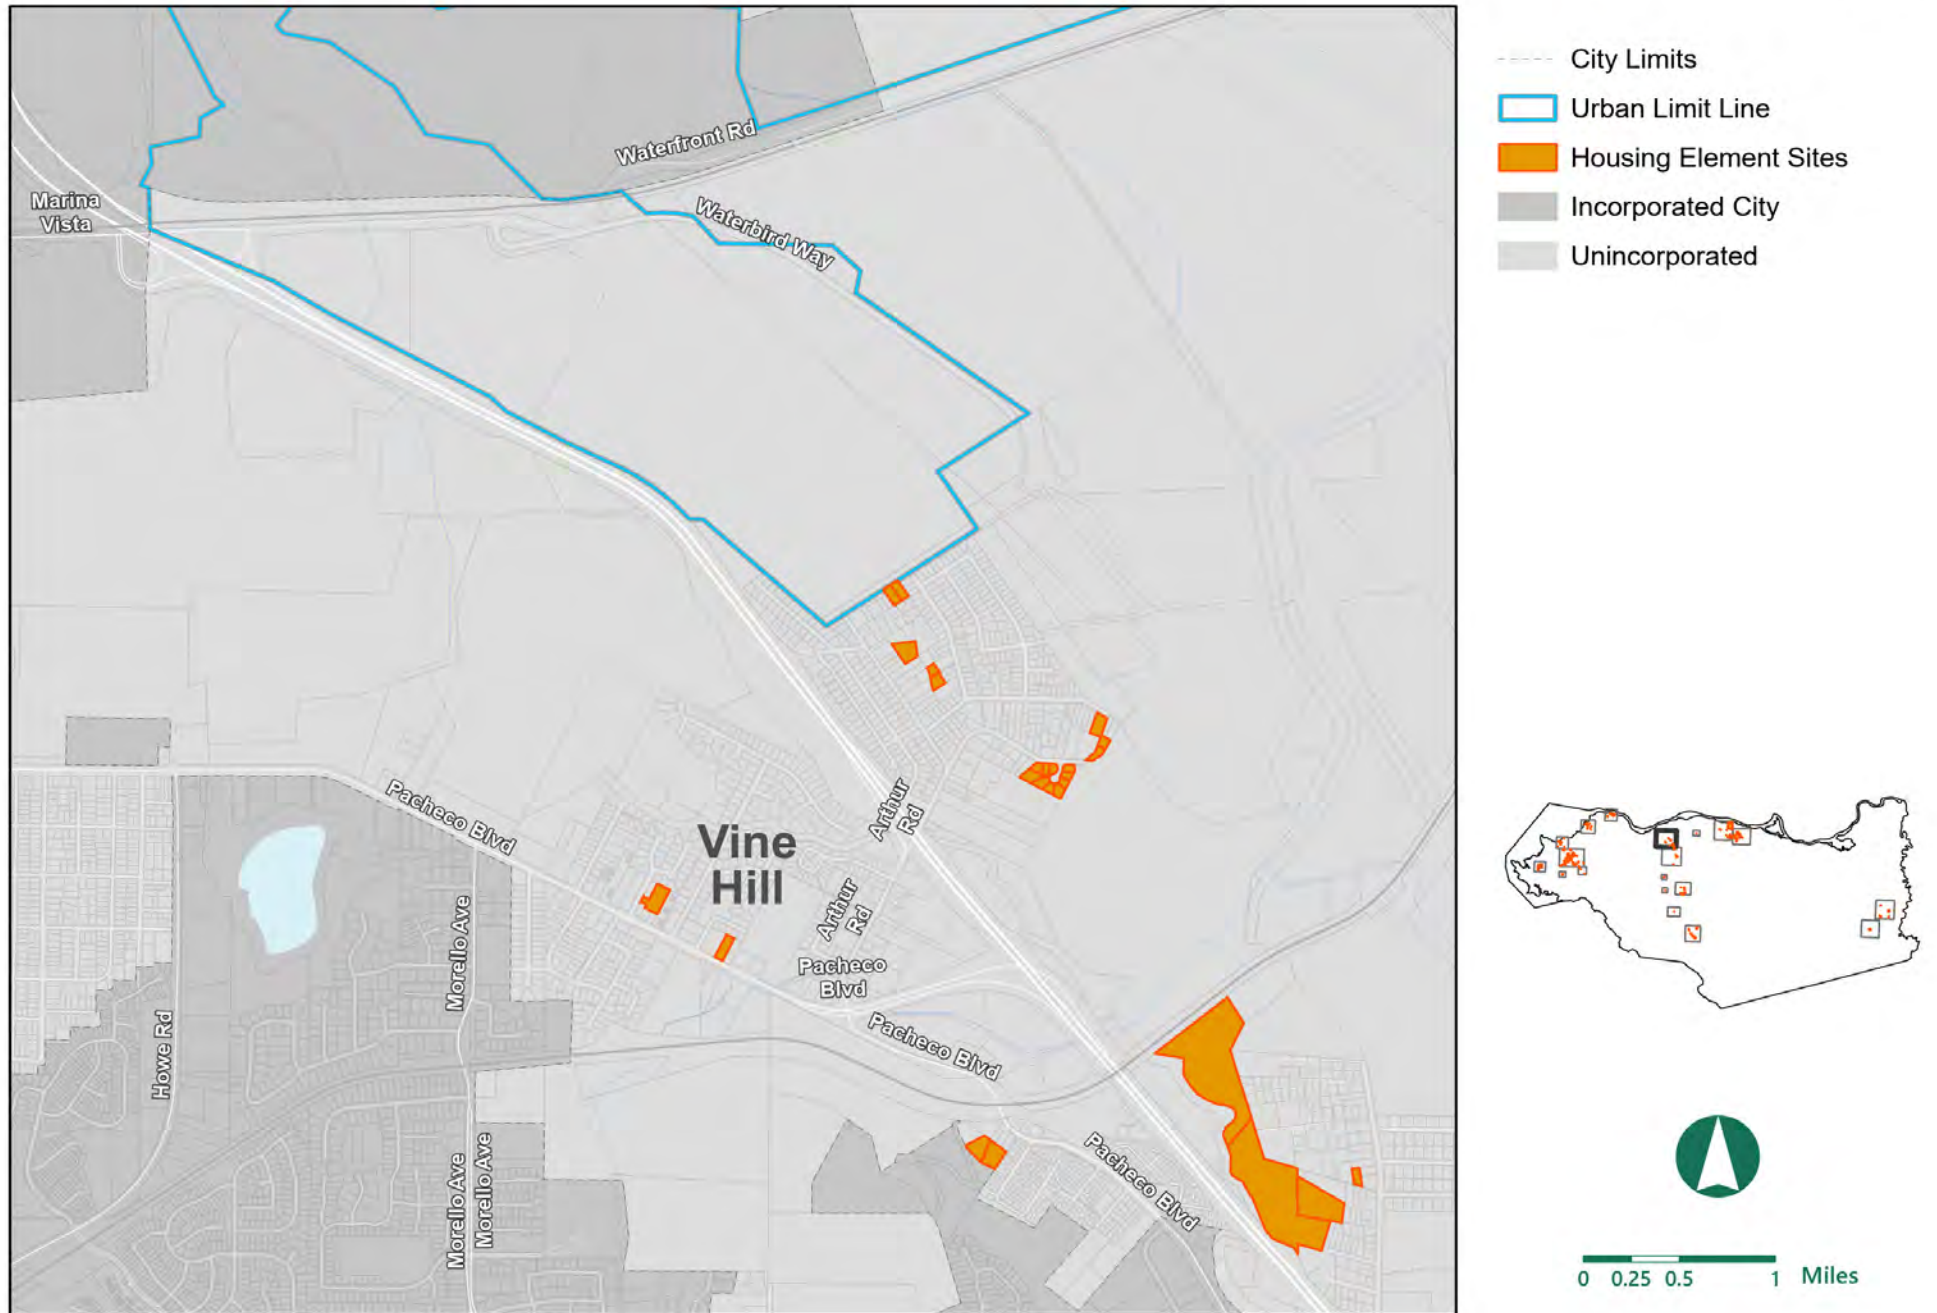 Waterfront Rd
Marina
Vista
Waterbird Way
Pacheco Blvd
Vine
Hill
Arthur
Rd
Arthur
Rd
Morello Ave
Pacheco
Blvd
Howe Rd
Pacheco Blvd
Morello Ave
Morello Ave
Pacheco Blvd
City Limits
Urban Limit Line
Housing Element Sites
Incorporated City
Unincorporated
0 0.25 0.5 1 Miles